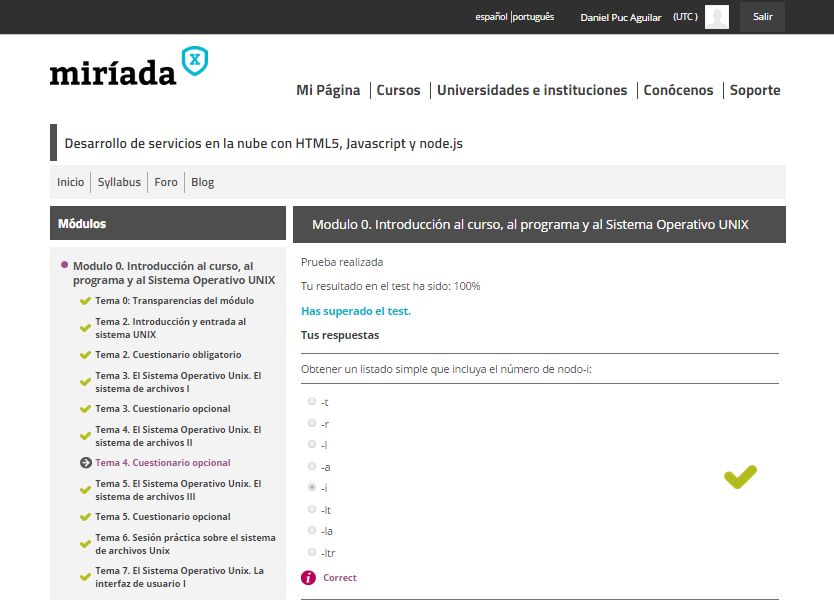 español |português
Daniel Puc Aguilar
(UTC )
Salir
miríada X
Mi Página
Cursos
Universidades e instituciones
Conócenos
Soporte
Desarrollo de servicios en la nube con HTML5, Javascript y node.js
Inicio
Syllabus
Foro
Blog
Módulos
Modulo 0. Introducción al curso, al
programa y al Sistema Operativo UNIX
Tema 0: Transparencias del módulo
Tema 2. Introducción y entrada al
sistema UNIX
Tema 2. Cuestionario obligatorio
Tema 3. El Sistema Operativo Unix. El
sistema de archivos I
Tema 3. Cuestionario opcional
Tema 4. El Sistema Operativo Unix. El
sistema de archivos II
Tema 4. Cuestionario opcional
Tema 5. El Sistema Operativo Unix. El
sistema de archivos III
Tema 5. Cuestionario opcional
Tema 6. Sesión práctica sobre el sistema
de archivos Unix
Tema 7. El Sistema Operativo Unix. La
interfaz de usuario I
Modulo 0. Introducción al curso, al programa y al Sistema Operativo UNIX
Prueba realizada
Tu resultado en el test ha sido: 100%
Has superado el test.
Tus respuestas
Obtener un listado simple que incluya el número de nodo-i:
-t
-r
-l
-a
-i
-lt
-la
-ltr
i Correct